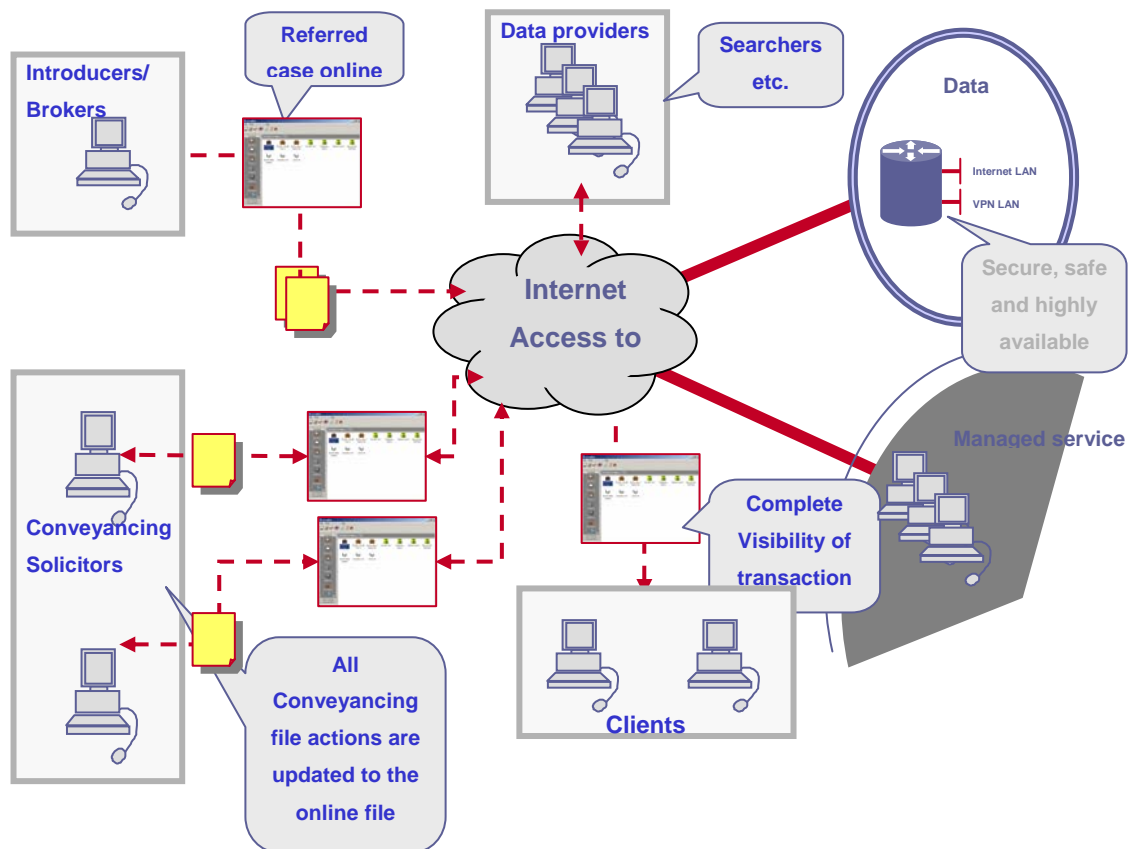 Referred
case online
Introducers/
Brokers
Data providers
Searchers
etc.
Data
Internet LAN
VPN LAN
Secure, safe
and highly
available
Internet
Access to
Managed service
Conveyancing
Solicitors
Complete
Visibility of
transaction
All
Conveyancing
file actions are
updated to the
online file
Clients